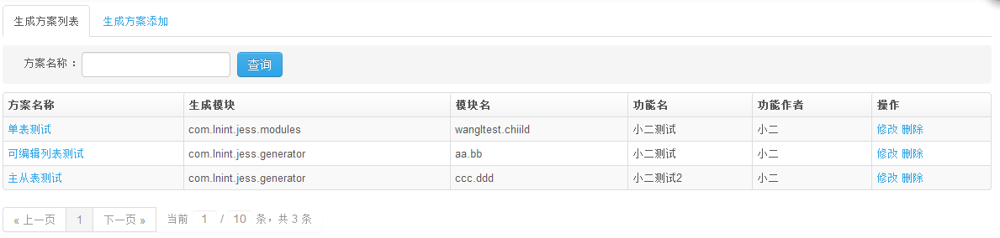 生成方案列表 生成方案添加
方案名称： 查询
方案名称 生成模块 模块名 功能名 功能作者 操作
单表测试 com.lnint.jess.modules wangltest.chiild 小二测试 小二 修改 删除
可编辑列表测试 com.lnint.jess.generator aa.bb 小二测试 小二 修改 删除
主从表测试 com.lnint.jess.generator ccc.ddd 小二测试2 小二 修改 删除
« 上一页 1 下一页 » 当前 1 / 10 条，共 3 条